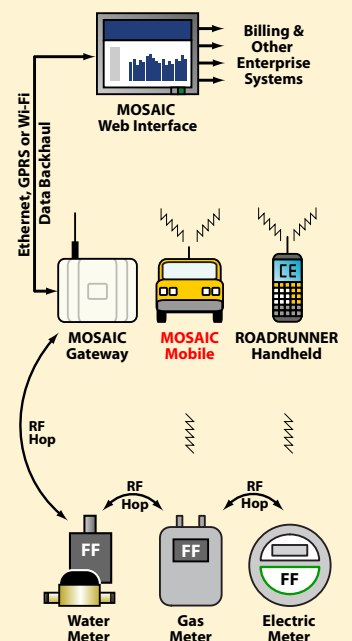 Billing &
Other
Enterprise
Systems
MOSAIC
Web Interface
Ethernet, GPRS or Wi-Fi
Data Backhaul
CE
MOSAIC
Gateway
MOSAIC
Mobile
ROADRUNNER
Handheld
RF
Hop
RF
Hop
RF
Hop
FF
FF
FF
Water
Meter
Gas
Meter
Electric
Meter